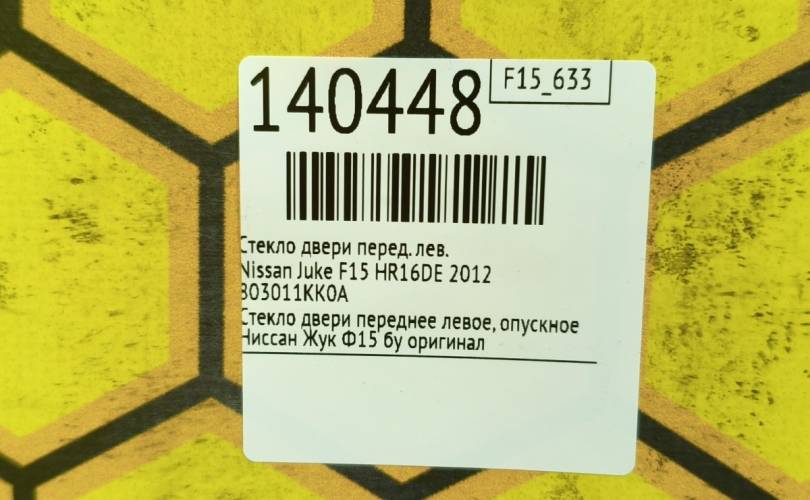 140448
F15_633
Стекло двери перед. лев.
Nissan Juke F15 HR16DE 2012
803011KK0A
Стекло двери переднее левое, опускное
Ниссан Жук Ф15 бу оригинал